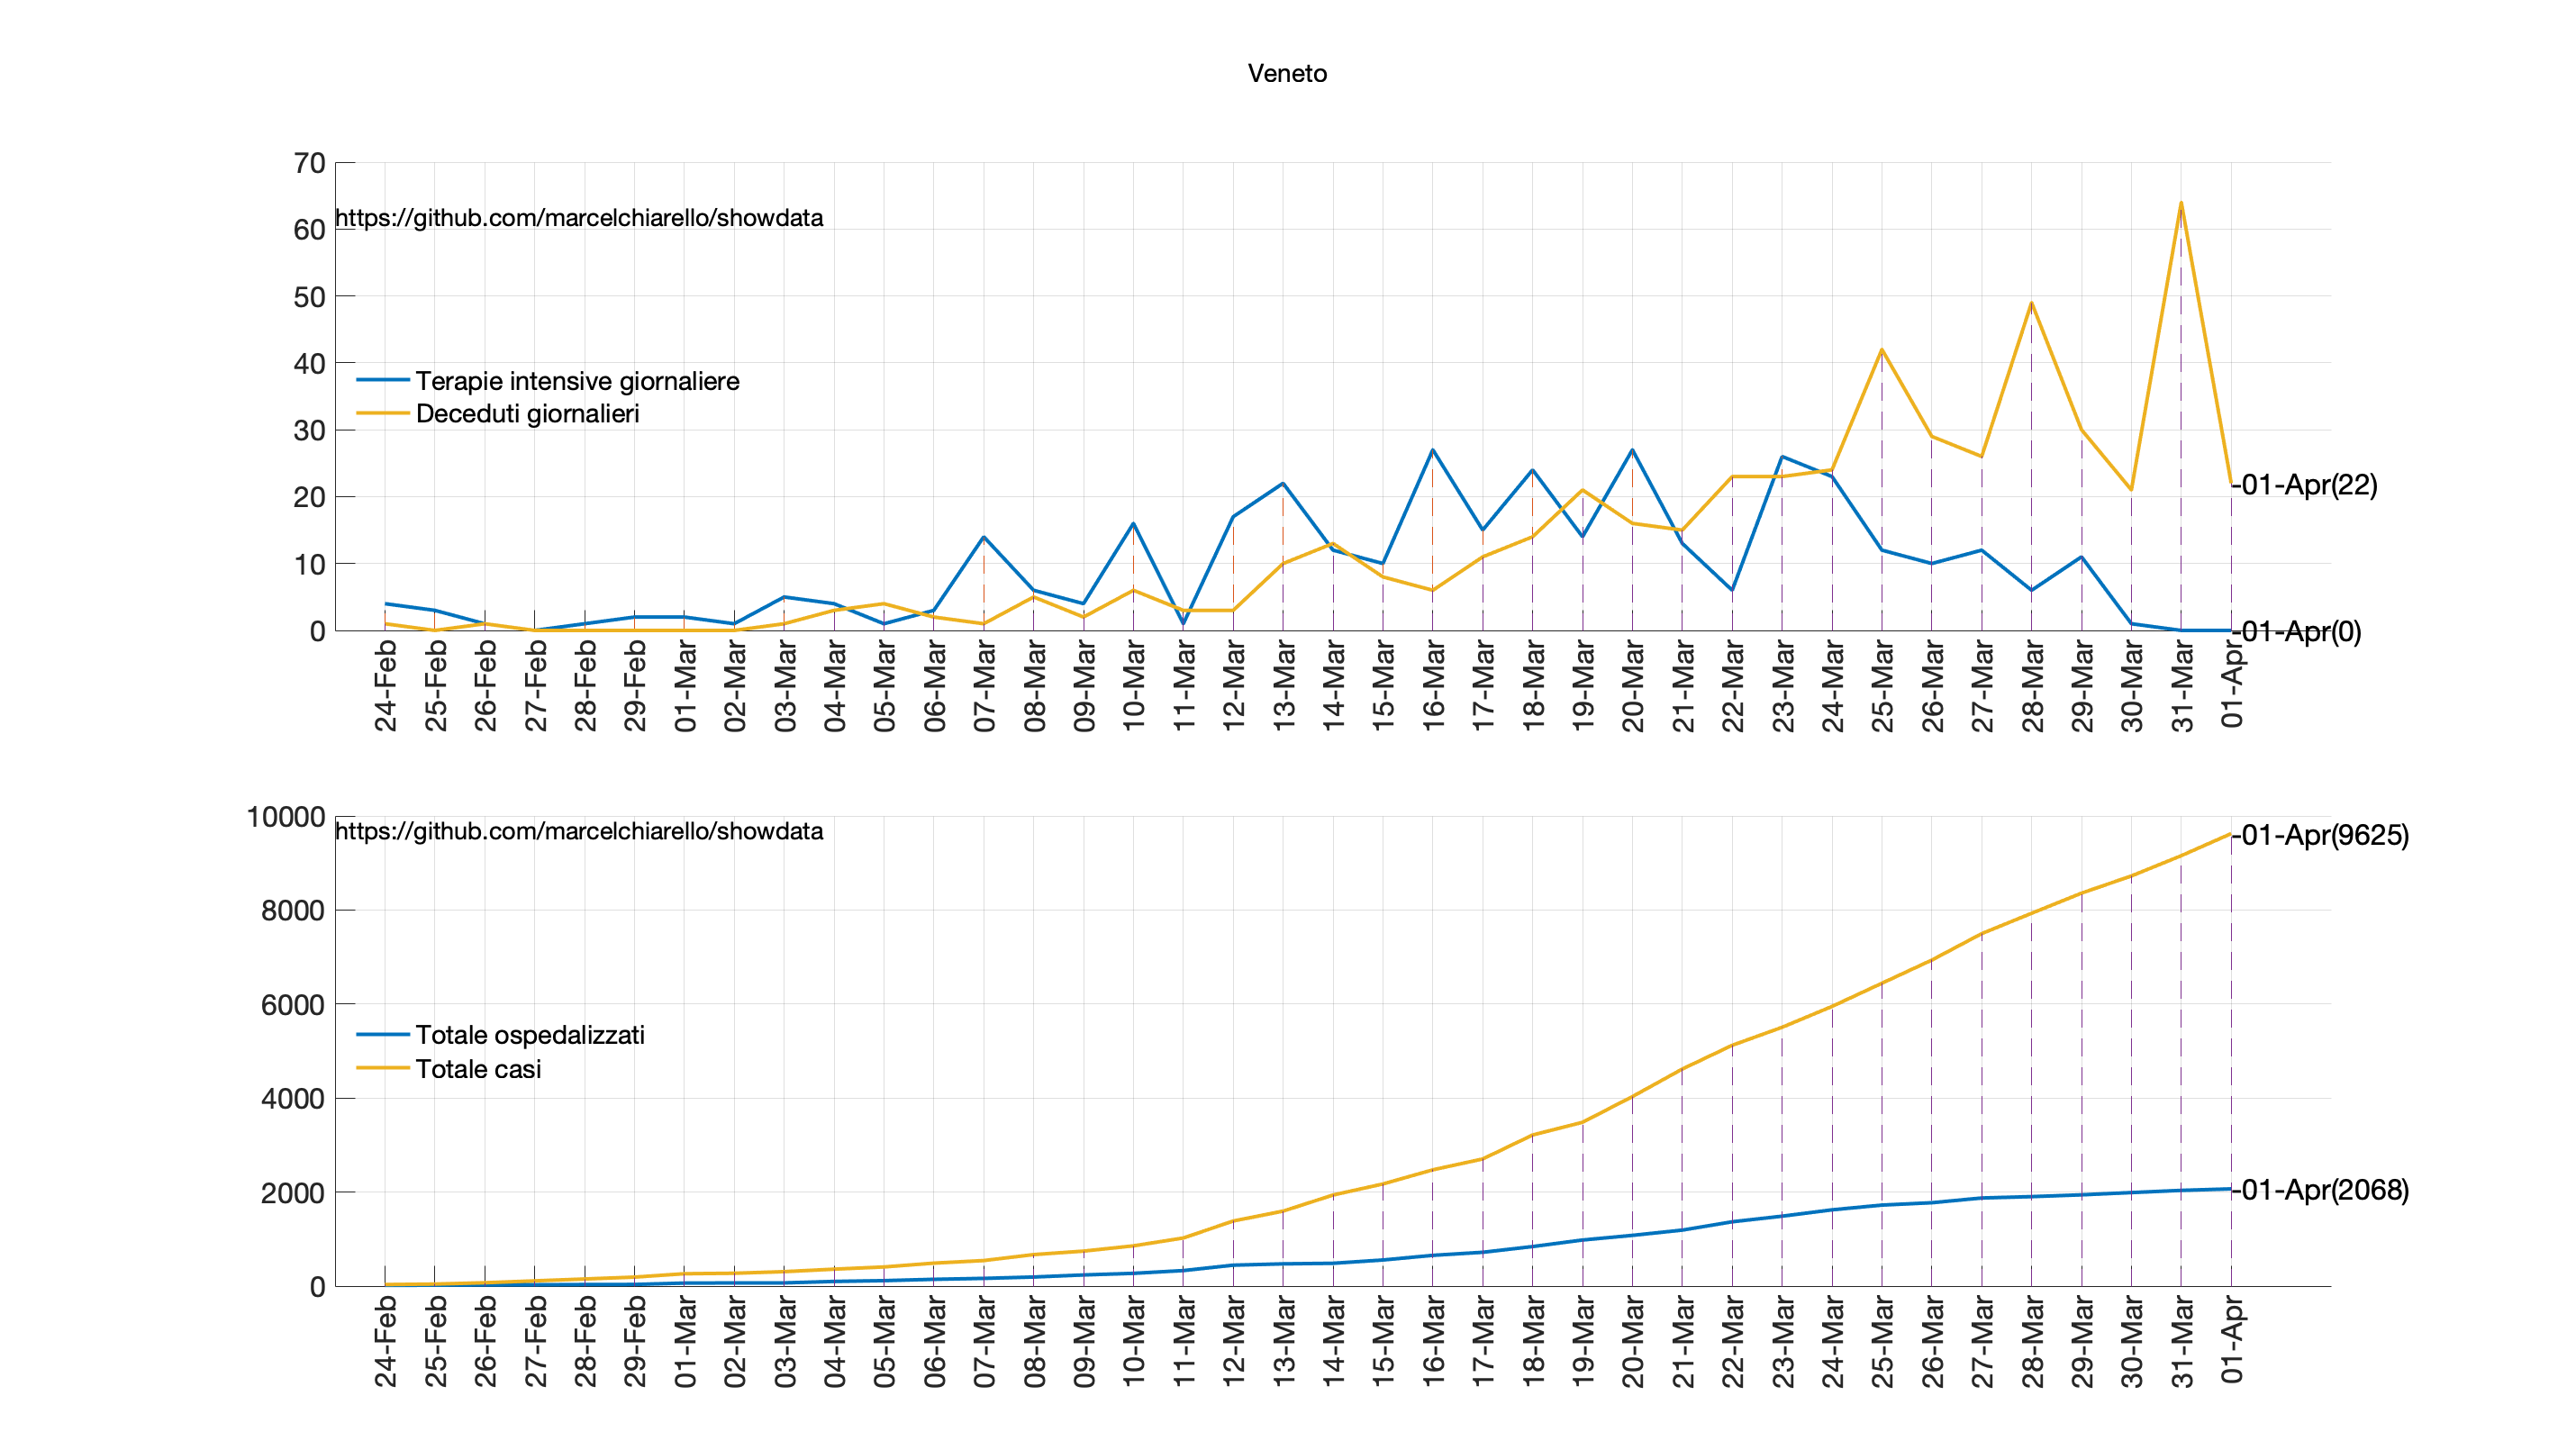 Veneto
70
60
50
40
30
20
10
0
https://github.com/marcelchiarello/showdata
Terapie intensive giornaliere
Deceduti giornalieri
-01-Apr(22)
-01-Apr(0)
24-Feb
25-Feb
26-Feb
27-Feb
28-Feb
29-Feb
01-Mar
02-Mar
03-Mar
04-Mar
05-Mar
06-Mar
07-Mar
08-Mar
09-Mar
10-Mar
11-Mar
12-Mar
13-Mar
14-Mar
15-Mar
16-Mar
17-Mar
18-Mar
19-Mar
20-Mar
21-Mar
22-Mar
23-Mar
24-Mar
25-Mar
26-Mar
27-Mar
28-Mar
29-Mar
30-Mar
31-Mar
01-Apr
10000
8000
6000
4000
2000
0
https://github.com/marcelchiarello/showdata
Totale ospedalizzati
Totale casi
-01-Apr(9625)
-01-Apr(2068)
24-Feb
25-Feb
26-Feb
27-Feb
28-Feb
29-Feb
01-Mar
02-Mar
03-Mar
04-Mar
05-Mar
06-Mar
07-Mar
08-Mar
09-Mar
10-Mar
11-Mar
12-Mar
13-Mar
14-Mar
15-Mar
16-Mar
17-Mar
18-Mar
19-Mar
20-Mar
21-Mar
22-Mar
23-Mar
24-Mar
25-Mar
26-Mar
27-Mar
28-Mar
29-Mar
30-Mar
31-Mar
01-Apr